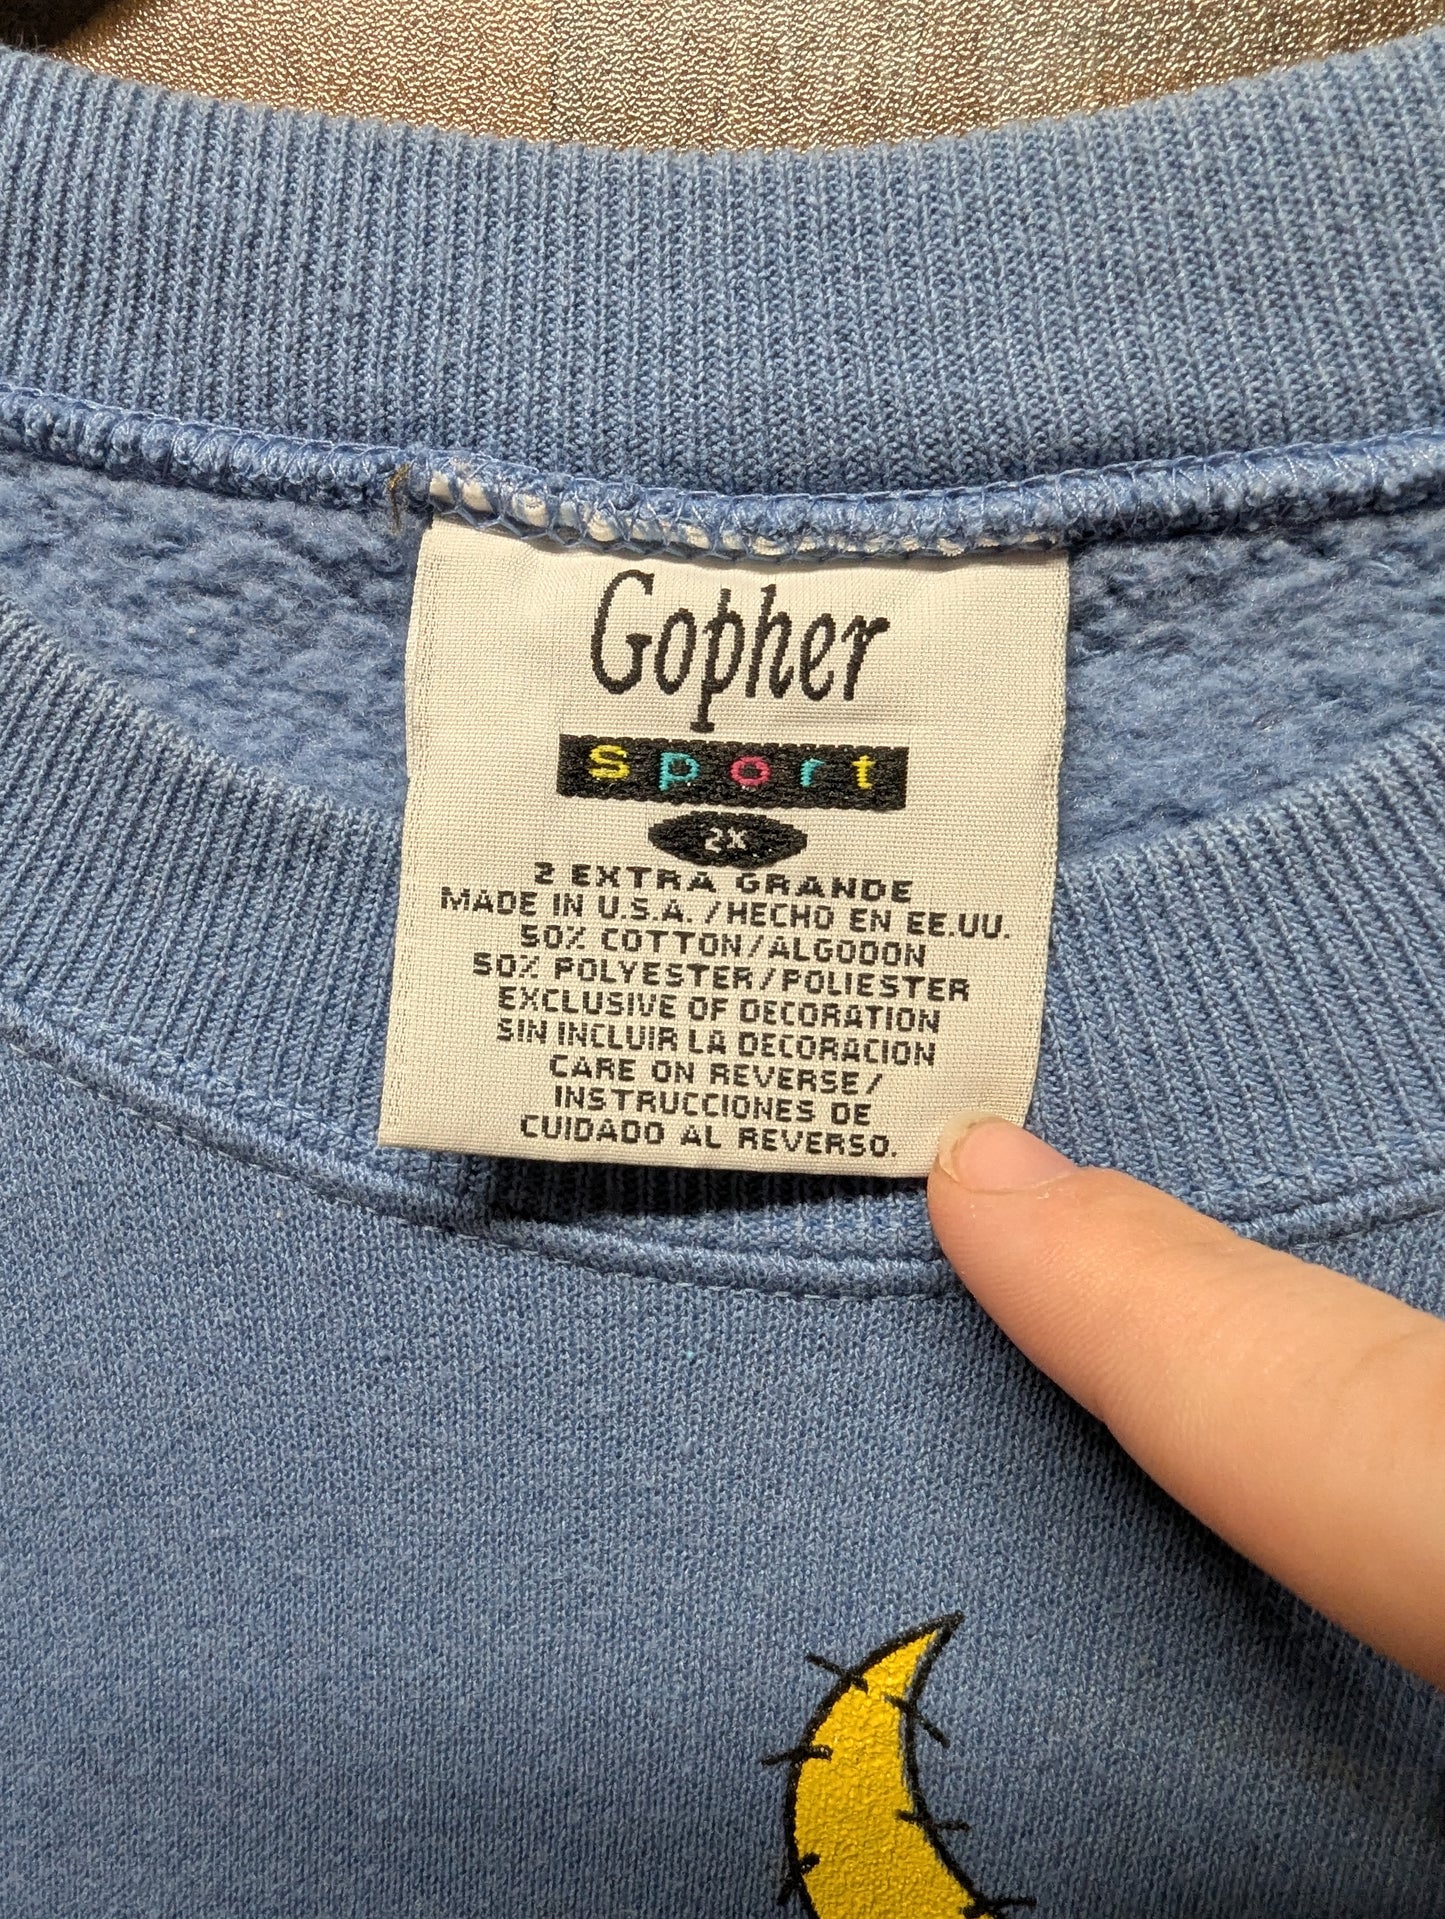 Gopher
sport
2X
2 EXTRA GRANDE
MADE IN U.S.A. /HECHO EN EE.UU.
50% COTTON/ALGODON
50% POLYESTER/POLIESTER
EXCLUSIVE OF DECORATION
SIN INCLUIR LA DECORACION
CARE ON REVERSE/
INSTRUCCIONES DE
CUIDADO AL REVERSO.